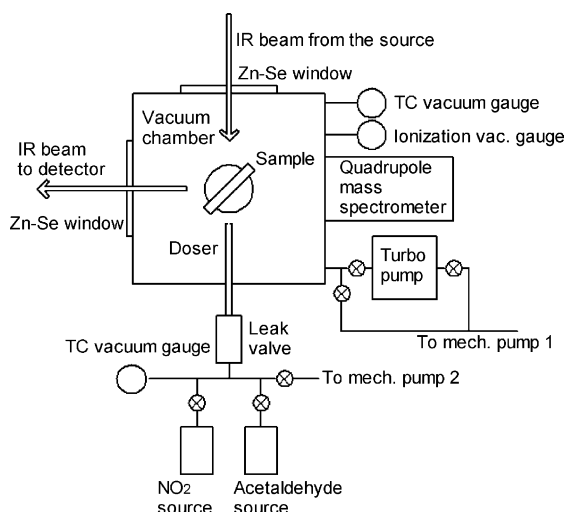 IR beam from the source
Zn-Se window
Vacuum
chamber
TC vacuum gauge
Ionization vac. gauge
IR beam
to detector
Sample
Quadrupole
mass
spectrometer
Zn-Se window
Doser
Turbo
pump
Leak
valve
To mech. pump 1
TC vacuum gauge
To mech. pump 2
NO2
source
Acetaldehyde
source